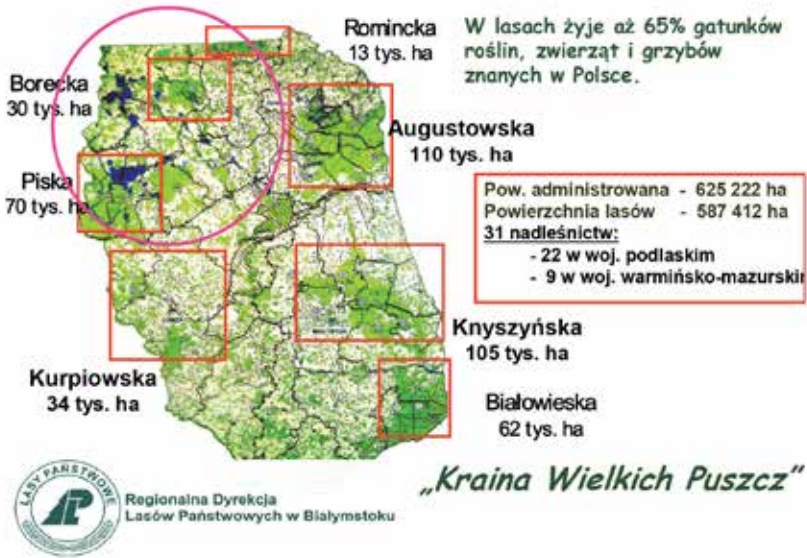 Romincka
13 tys. ha
W lasach żyje aż 65% gatunków
roślin, zwierząt i grzybów
znanych w Polsce.
Borecka
30 tys. ha
Augustowska
110 tys. ha
Piska
70 tys. ha
Pow. administrowana - 625 222 ha
Powierzchnia lasów - 587 412 ha
31 nadleśnictw:
- 22 w woj. podlaskim
- 9 w woj. warmińsko-mazurskim
Knyszyńska
105 tys. ha
Kurpiowska
34 tys. ha
Białowieska
62 tys. ha
„Kraina Wielkich Puszcz"
LASY PAŃSTWOWE
Regionalna Dyrekcja
Lasów Państwowych w Białymstoku